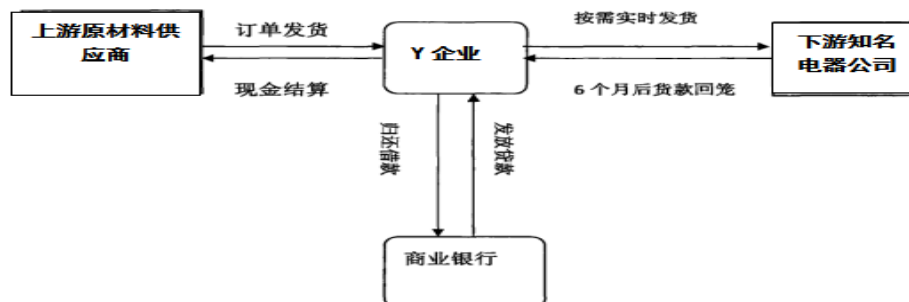 上游原材料供
应商
订单发货
现金结算
Y 企业
按需实时发货
6 个月后货款回笼
下游知名
电器公司
归还借款
发放贷款
商业银行